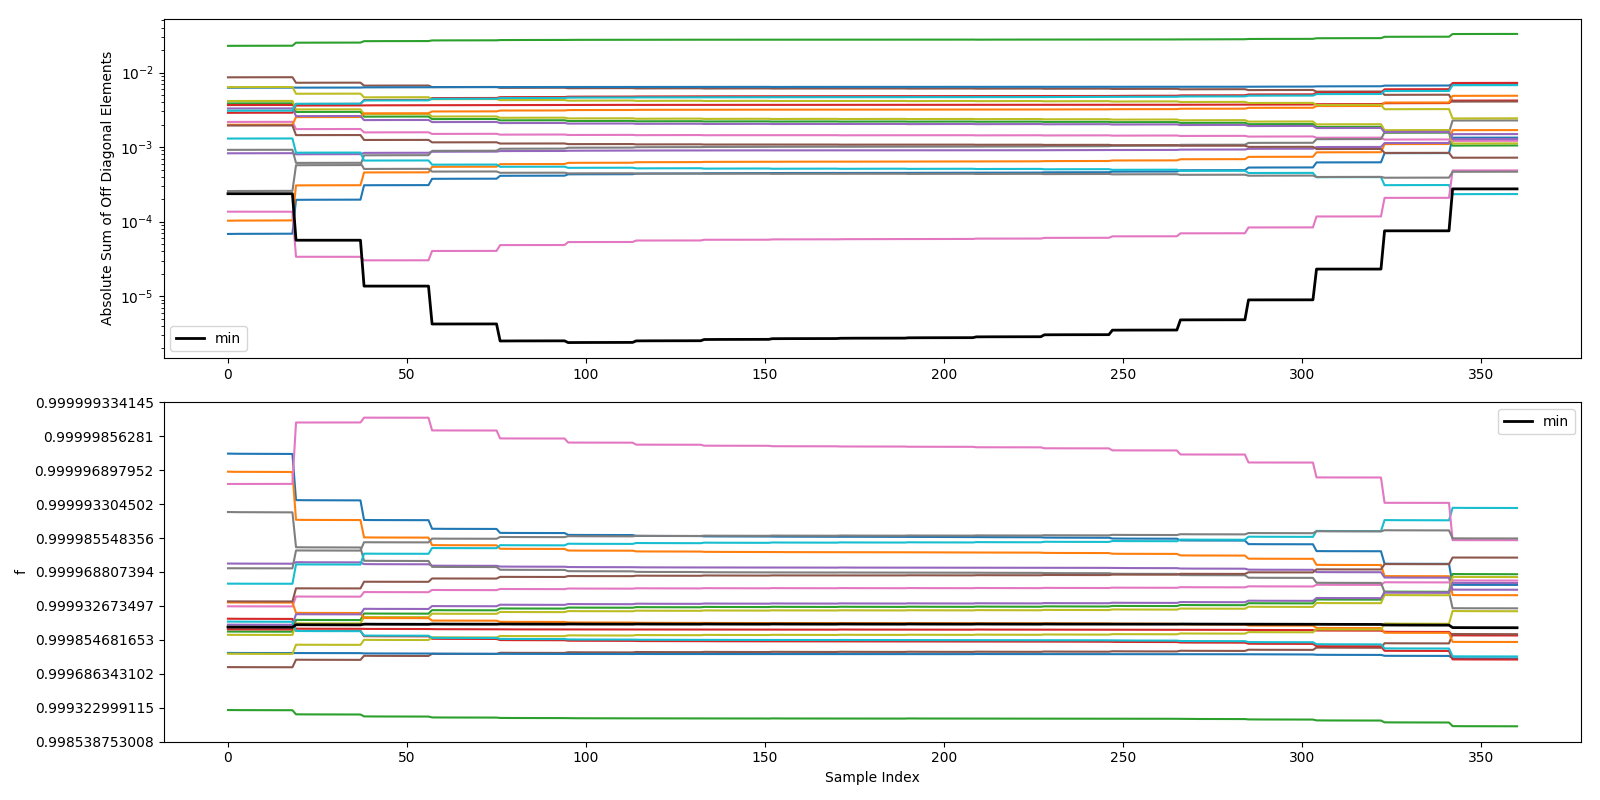 Absolute Sum of Off Diagonal Elements
10^-2
10^-3
10^-4
10^-5
min
0 50 100 150 200 250 300 350
f
0.999999334145
0.99999856281
0.999996897952
0.999993304502
0.999985548356
0.999968807394
0.999932673497
0.999854681653
0.999686343102
0.999322999115
0.998538753008
min
0 50 100 150 200 250 300 350
Sample Index